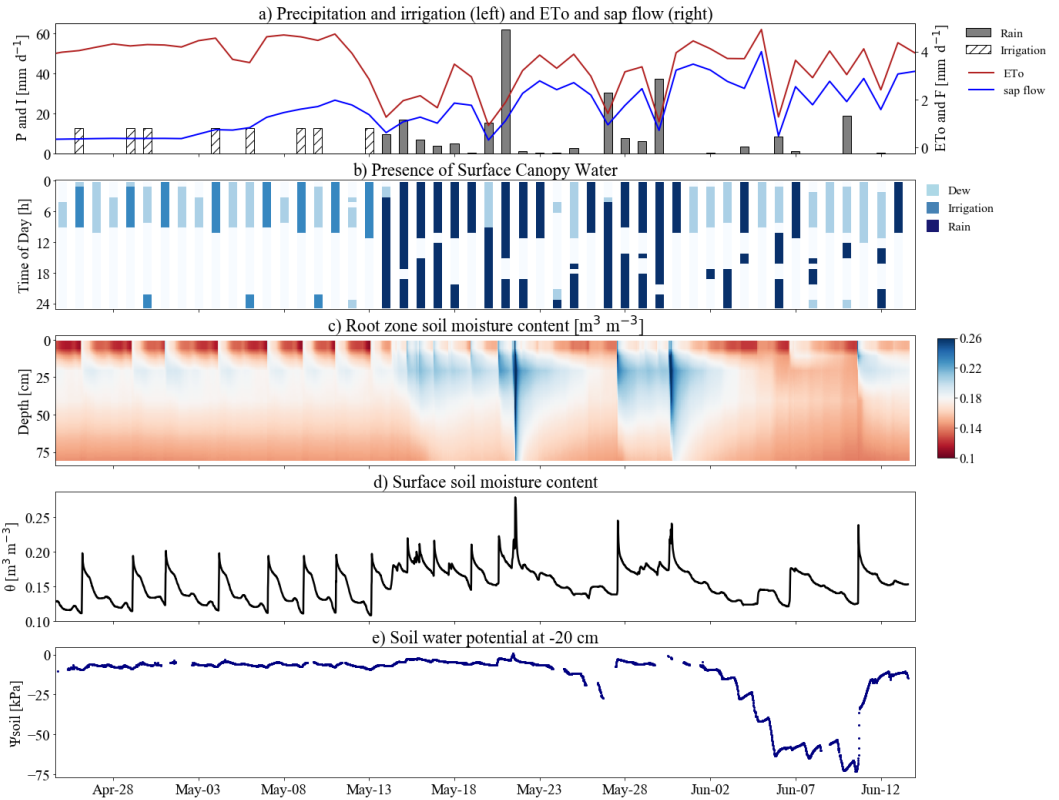 a) Precipitation and irrigation (left) and ETo and sap flow (right)
P and I [mm d⁻¹]
60
40
20
0
ETo and F [mm d⁻¹]
4
2
0
Rain
Irrigation
ETo
sap flow
b) Presence of Surface Canopy Water
Time of Day [h]
0
6
12
18
24
Dew
Irrigation
Rain
c) Root zone soil moisture content [m³ m⁻³]
Depth [cm]
0
25
50
75
0.26
0.22
0.18
0.14
0.1
d) Surface soil moisture content
θ [m³ m⁻³]
0.25
0.20
0.15
0.10
e) Soil water potential at -20 cm
Ψsoil [kPa]
0
−25
−50
−75
Apr-28 May-03 May-08 May-13 May-18 May-23 May-28 Jun-02 Jun-07 Jun-12